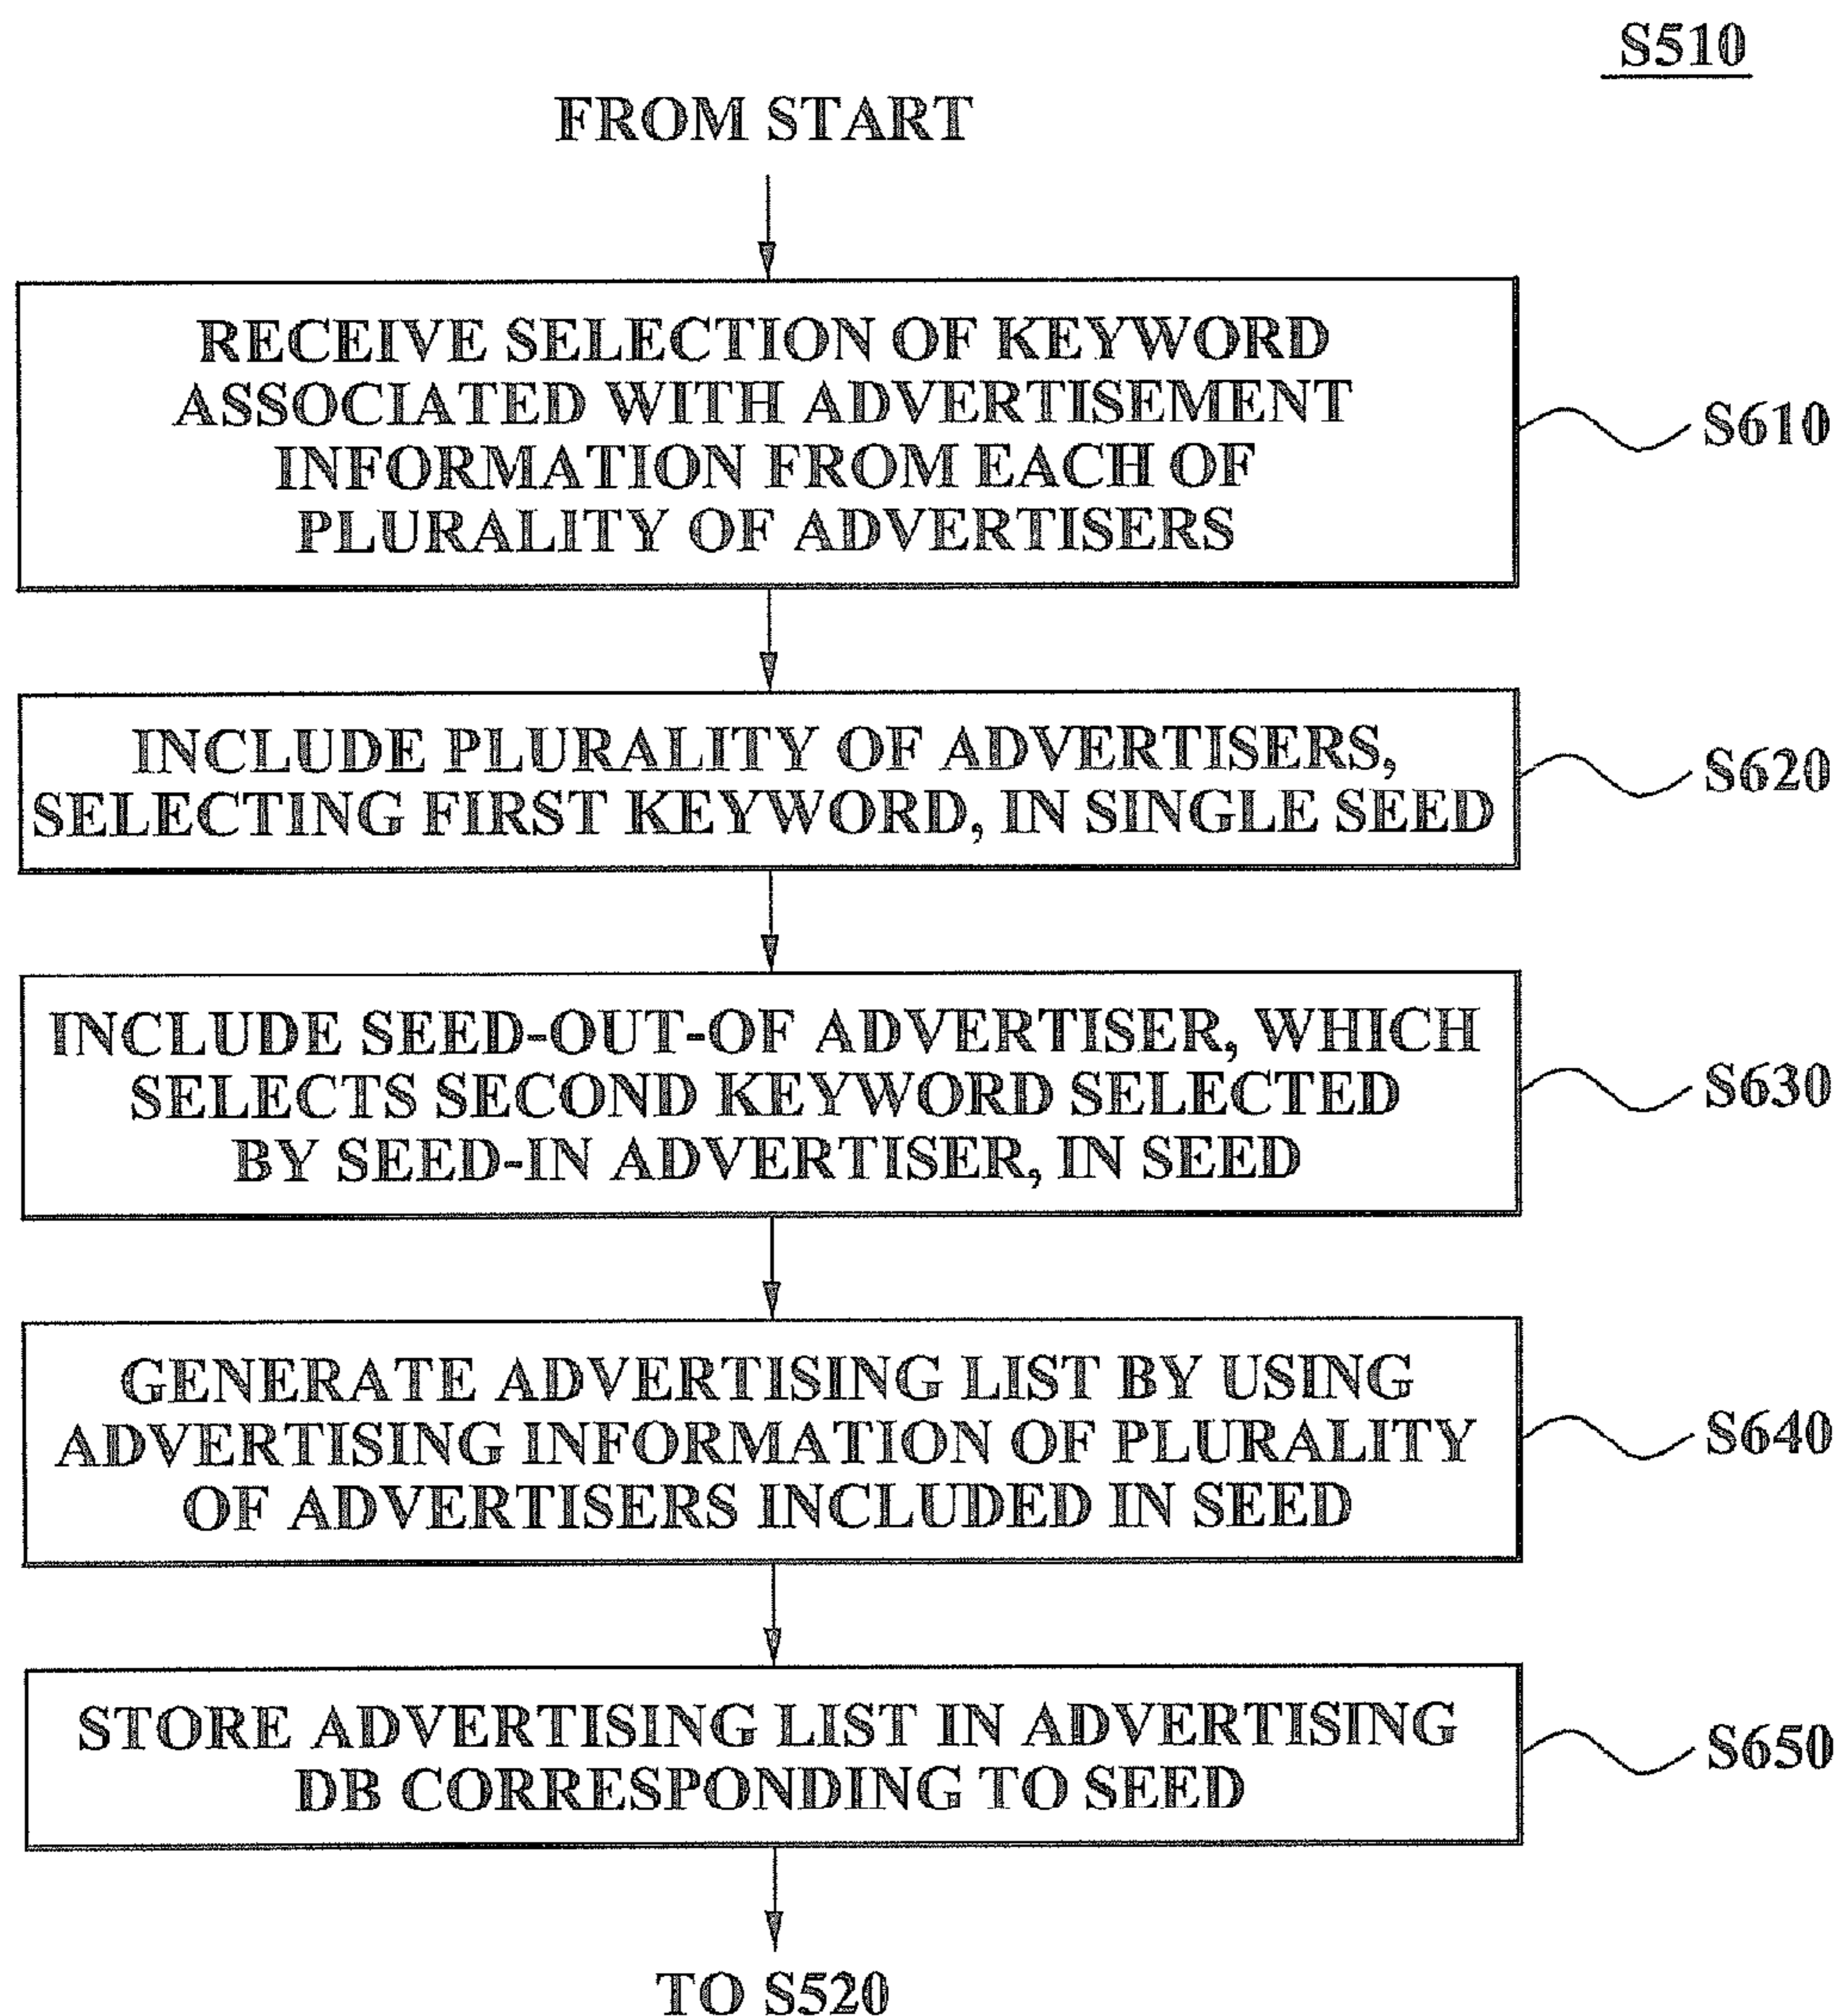 S510
FROM START
RECEIVE SELECTION OF KEYWORD
ASSOCIATED WITH ADVERTISEMENT
INFORMATION FROM EACH OF
PLURALITY OF ADVERTISERS
S610
INCLUDE PLURALITY OF ADVERTISERS,
SELECTING FIRST KEYWORD, IN SINGLE SEED
S620
INCLUDE SEED-OUT-OF ADVERTISER, WHICH
SELECTS SECOND KEYWORD SELECTED
BY SEED-IN ADVERTISER, IN SEED
S630
GENERATE ADVERTISING LIST BY USING
ADVERTISING INFORMATION OF PLURALITY
OF ADVERTISERS INCLUDED IN SEED
S640
STORE ADVERTISING LIST IN ADVERTISING
DB CORRESPONDING TO SEED
S650
TO S520